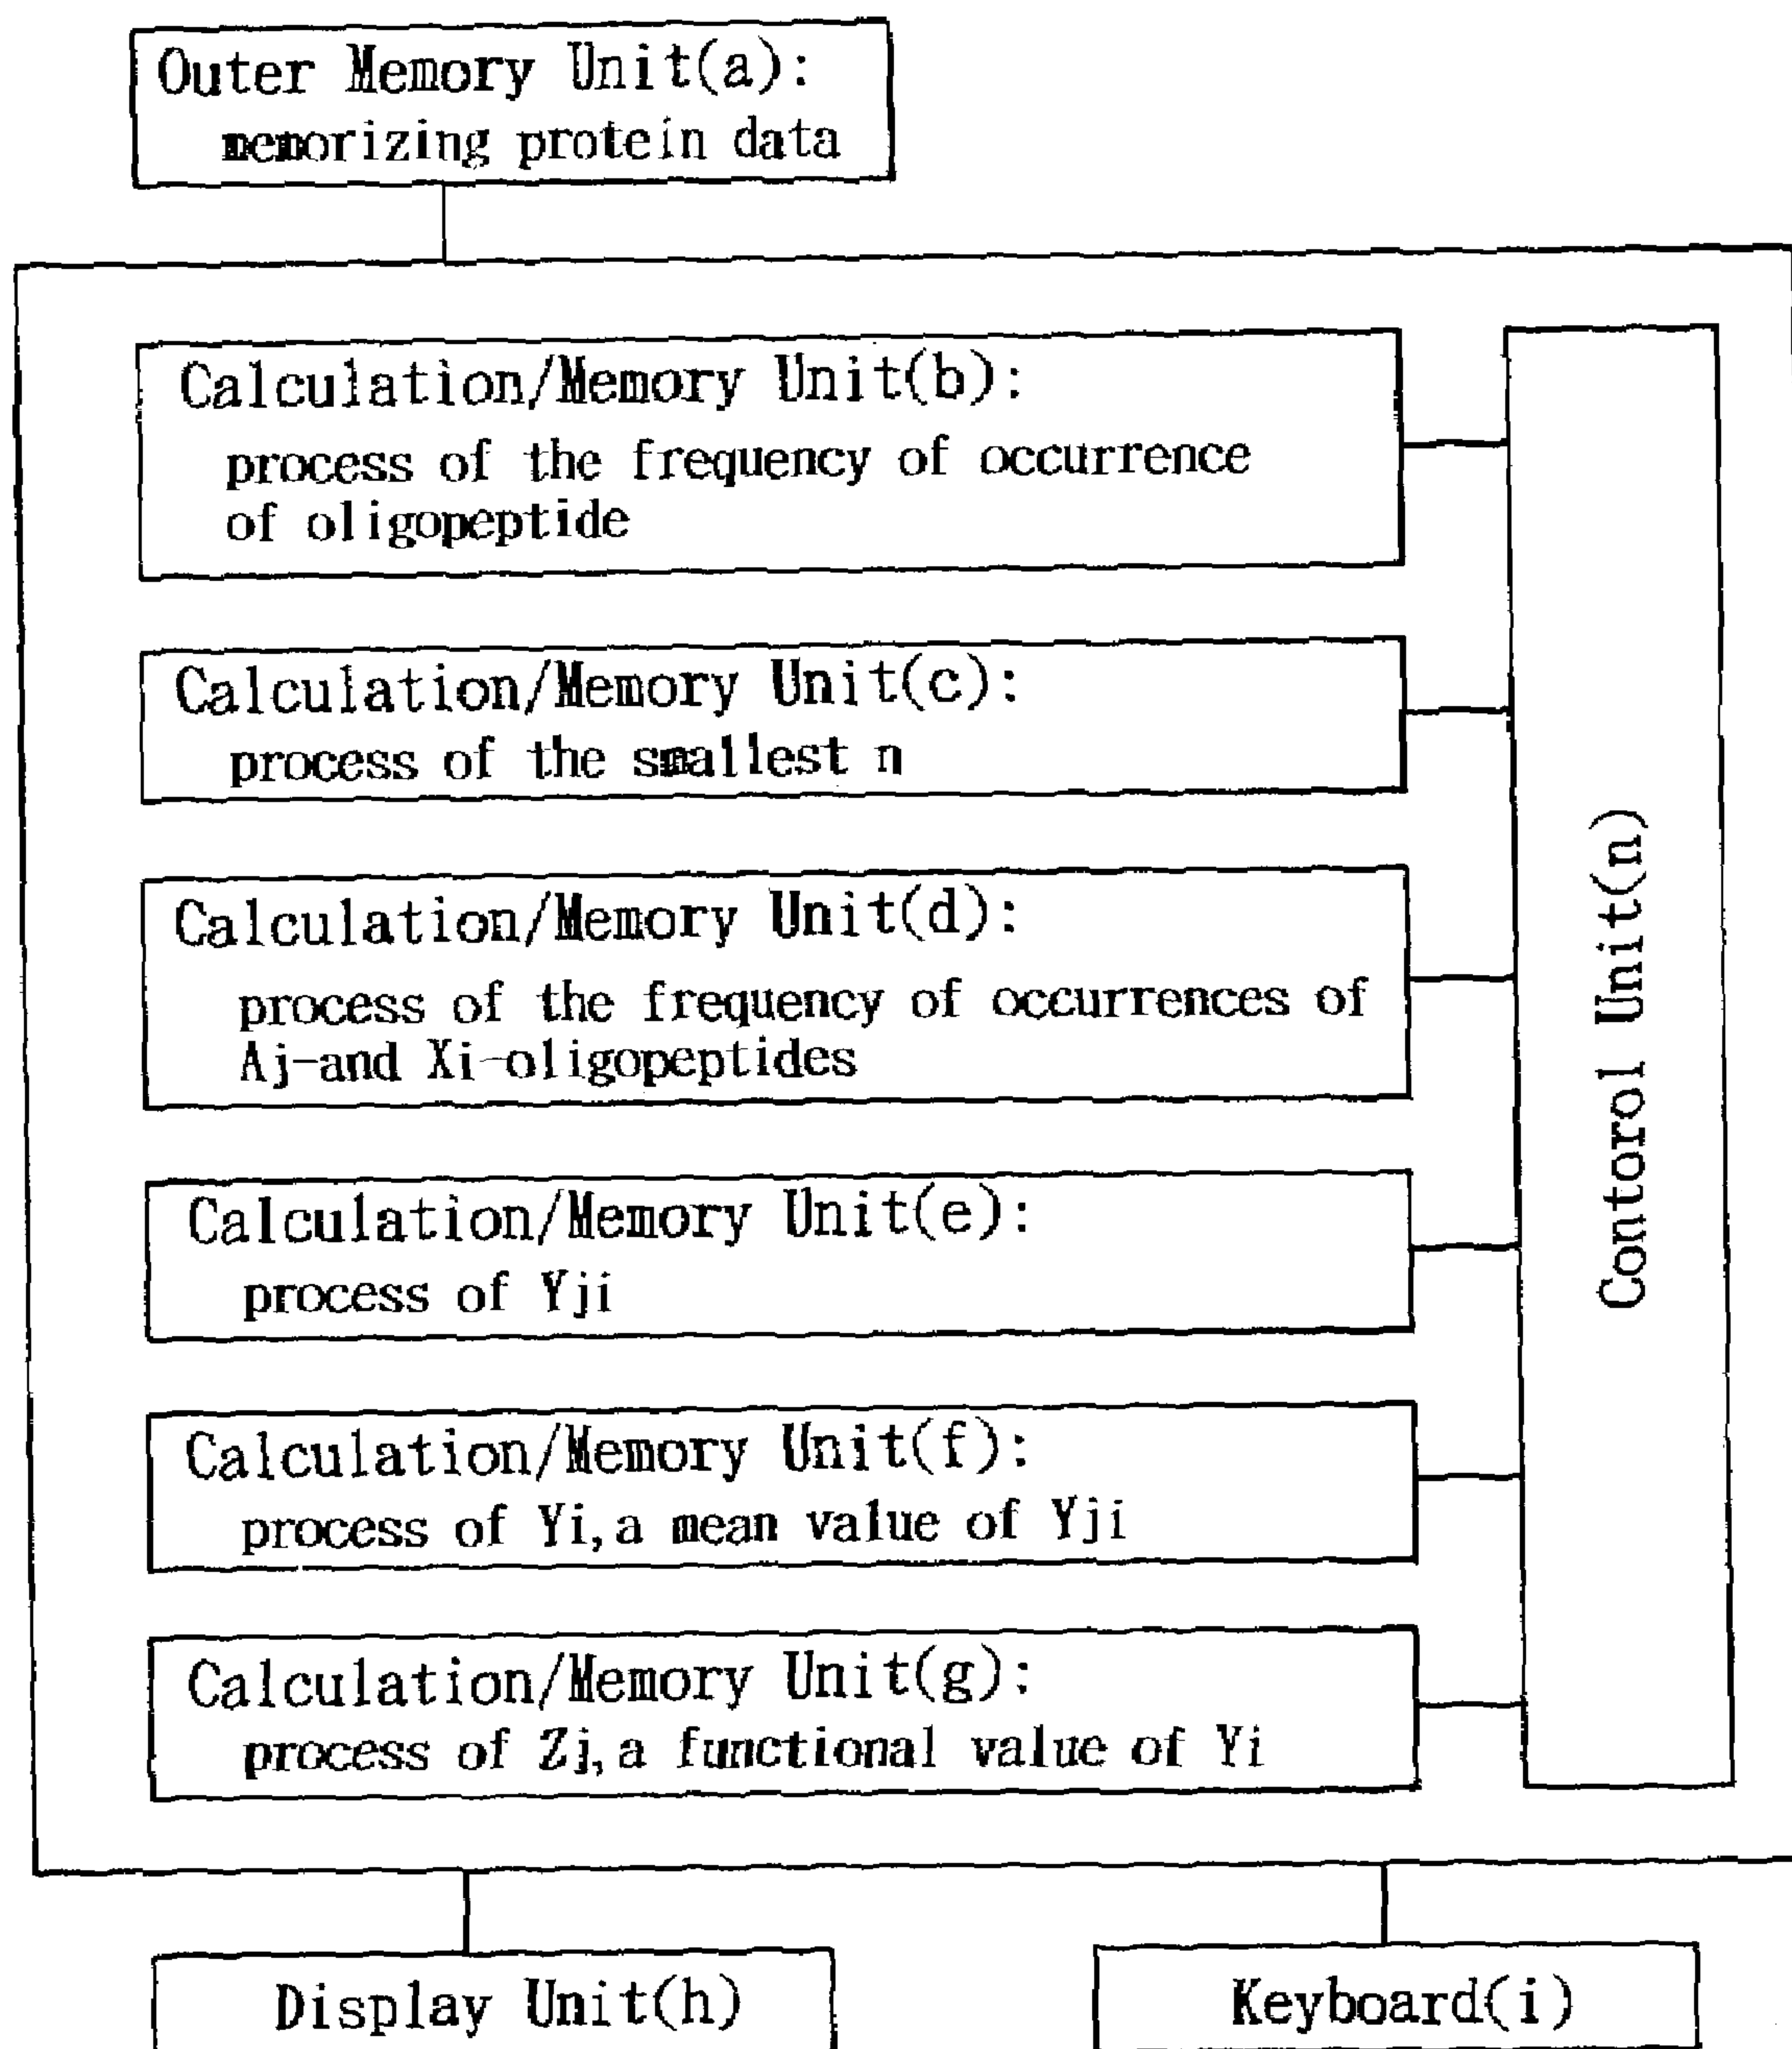 Outer Memory Unit(a):
memorizing protein data
Calculation/Memory Unit(b):
process of the frequency of occurrence
of oligopeptide
Calculation/Memory Unit(c):
process of the smallest n
Calculation/Memory Unit(d):
process of the frequency of occurrences of
Aj-and Xi-oligopeptides
Calculation/Memory Unit(e):
process of Yji
Calculation/Memory Unit(f):
process of Yi,a mean value of Yji
Calculation/Memory Unit(g):
process of Zj,a functional value of Yi
Contorol Unit(n)
Display Unit(h)
Keyboard(i)